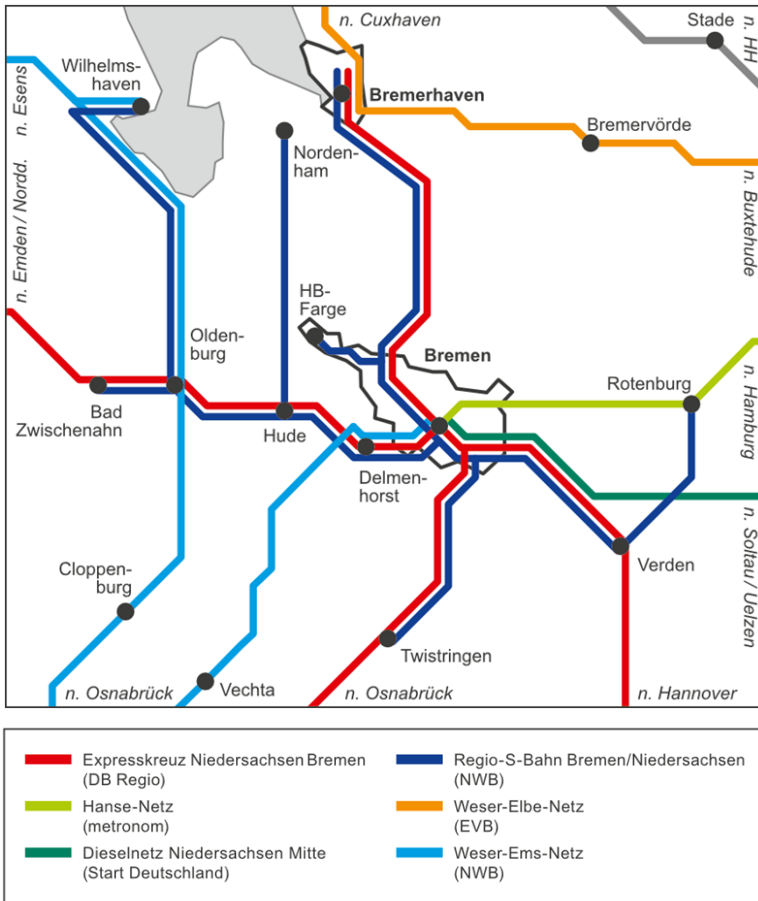 n. Cuxhaven
Stade
n. HH
Wilhelms-
haven
n. Esens
Bremerhaven
Bremervörde
Norden-
ham
n. Buxtehude
n. Emden / Nordd.
HB-
Farge
Olden-
burg
Bremen
Rotenburg
n. Hamburg
Bad
Zwischenahn
Hude
Delmen-
horst
n. Soltau / Uelzen
Verden
Cloppen-
burg
Twistringen
n. Osnabrück
Vechta
n. Osnabrück
n. Hannover
Expresskreuz Niedersachsen Bremen
(DB Regio)
Hanse-Netz
(metronom)
Dieselnetz Niedersachsen Mitte
(Start Deutschland)
Regio-S-Bahn Bremen/Niedersachsen
(NWB)
Weser-Elbe-Netz
(EVB)
Weser-Ems-Netz
(NWB)